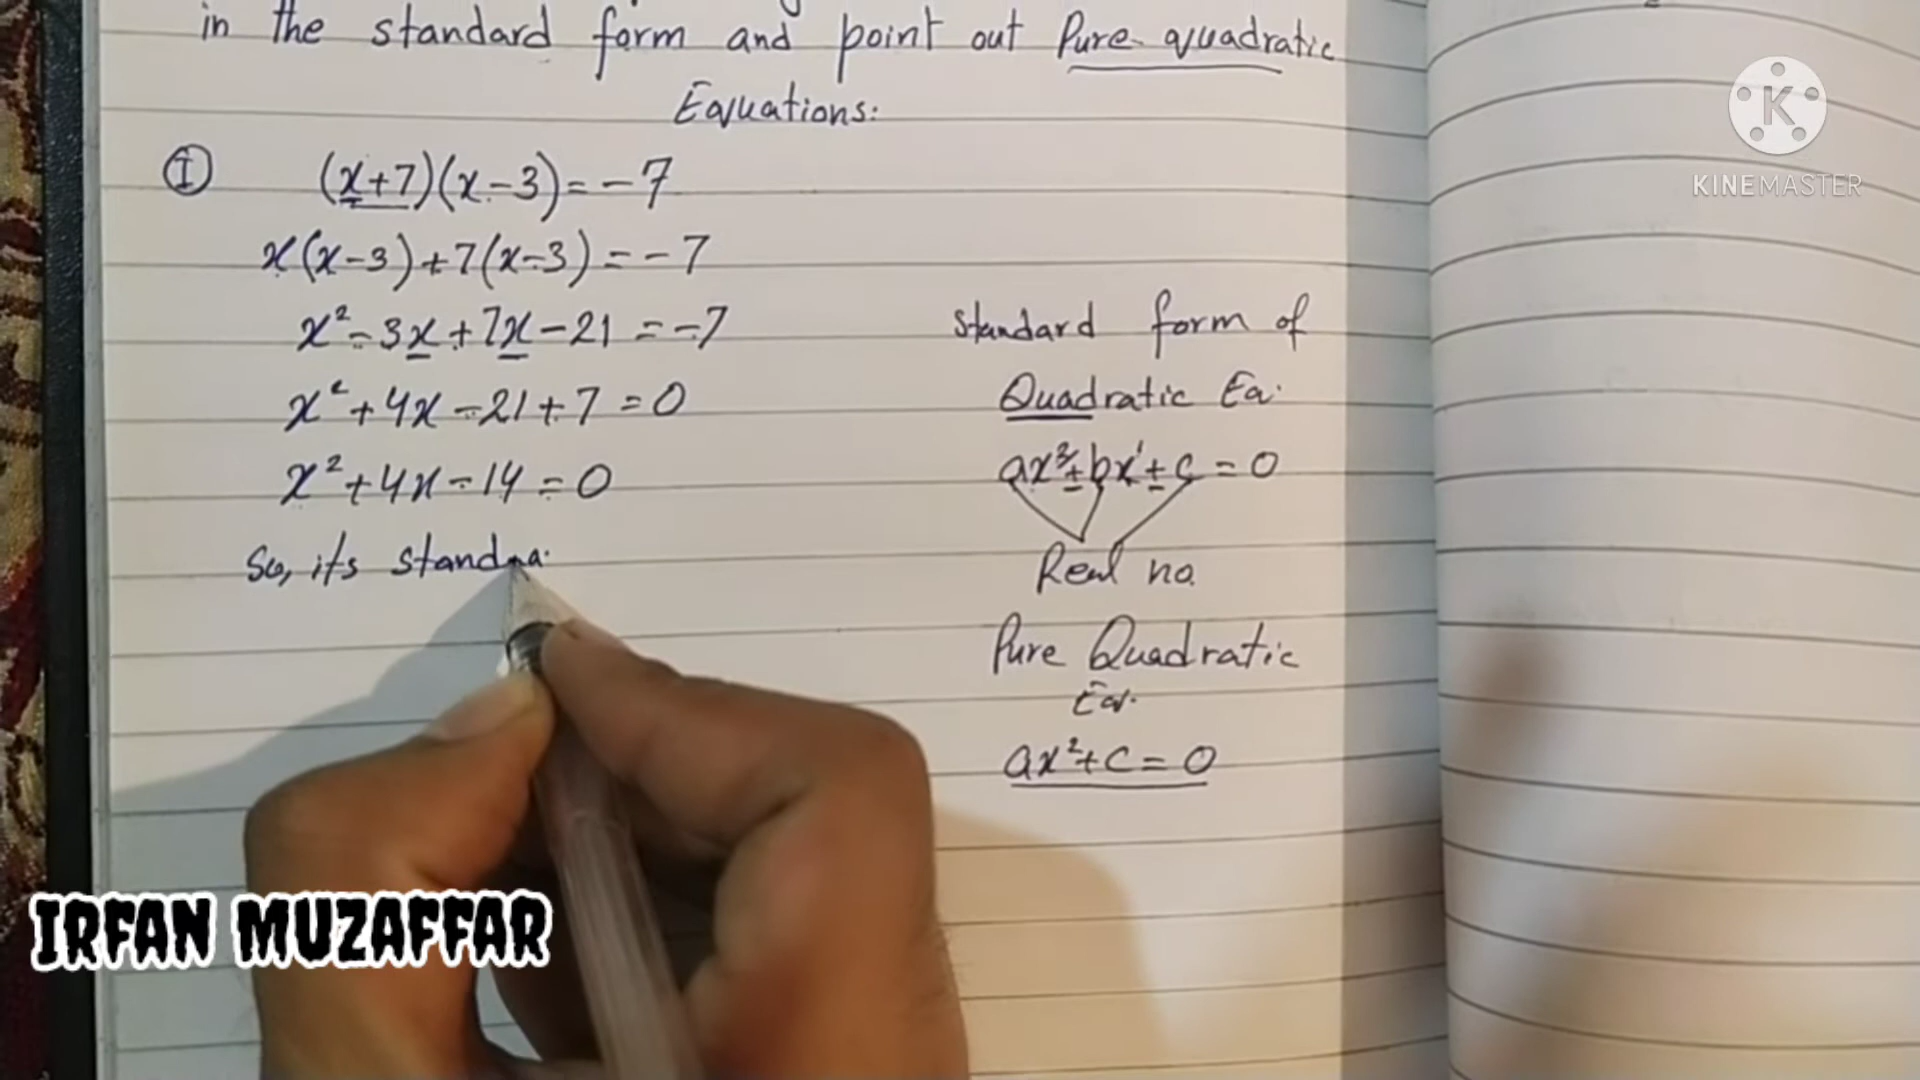 in the standard form and point out Pure quadratic
Equations:
I (x+7)(x-3)=-7
x(x-3)+7(x-3)=-7
x²-3x+7x-21=-7
x²+4x-21+7=0
x²+4x-14=0
So, its standa
Standard form of
Quadratic Eq.
ax²+bx¹+c=0
Real no.
Pure Quadratic
Eq.
ax²+c=0
KINEMASTER
IRFAN MUZAFFAR